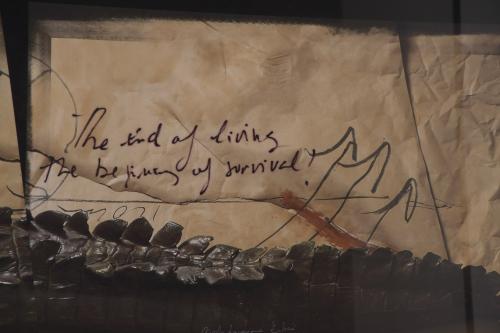 The end of living
the beginning of survival!